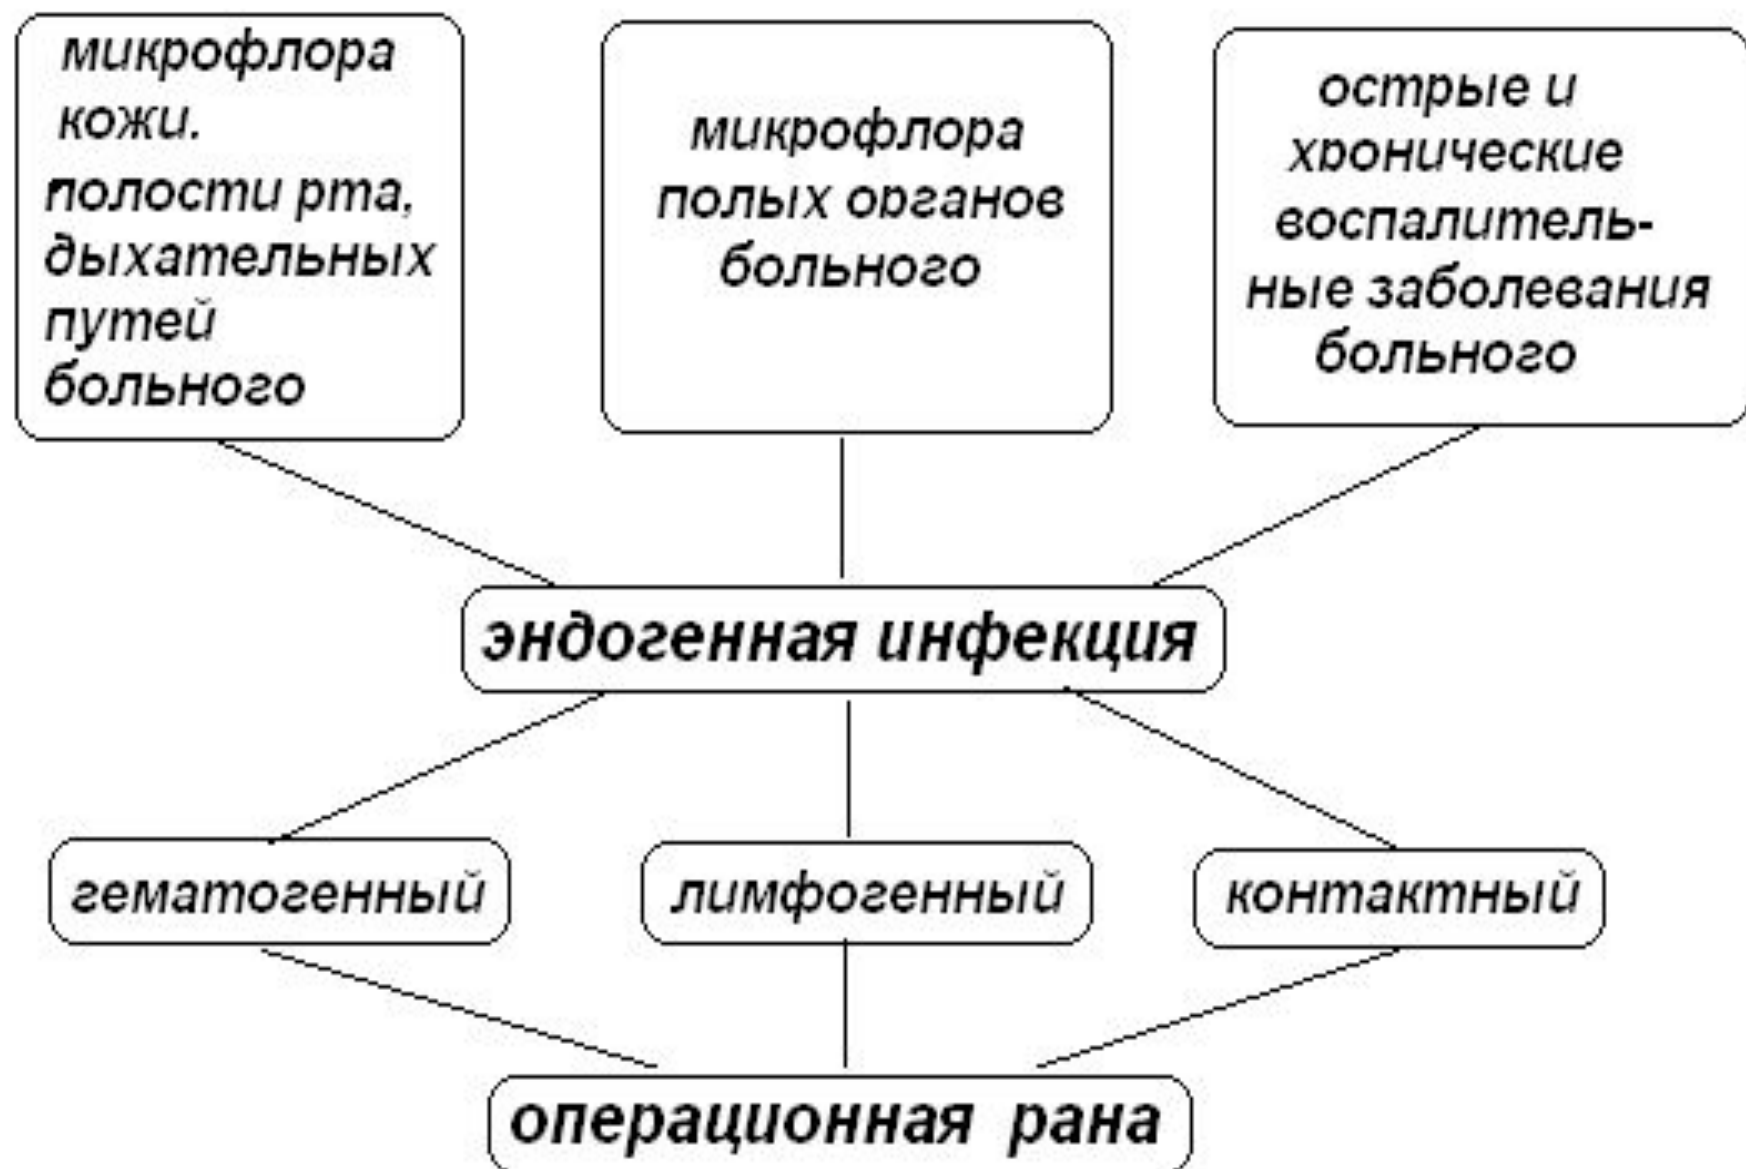 микрофлора
кожи.
полости рта,
дыхательных
путей
больного
микрофлора
полых органов
больного
острые и
хронические
воспалитель-
ные заболевания
больного
эндогенная инфекция
гематогенный
лимфогенный
контактный
операционная рана